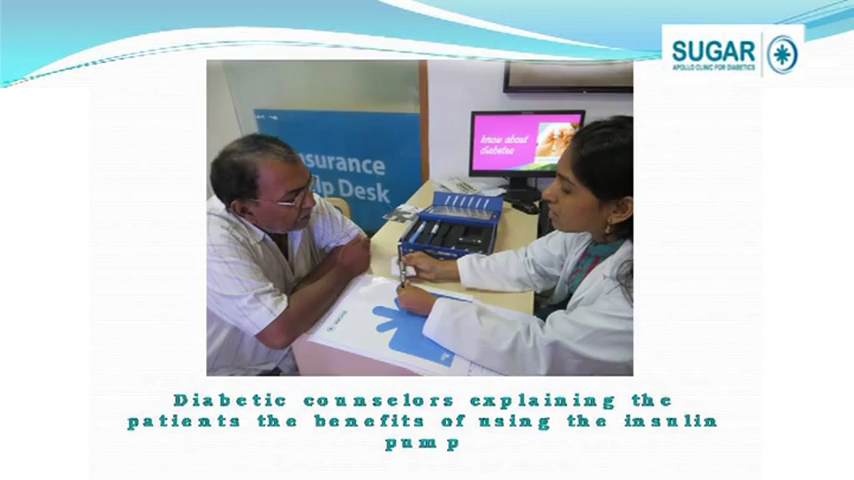 SUGAR
APOLLO CLINIC FOR DIABETICS
nsurance
lp Desk
know about
diabetes
Diabetic counselors explaining the
patients the benefits of using the insulin
pump